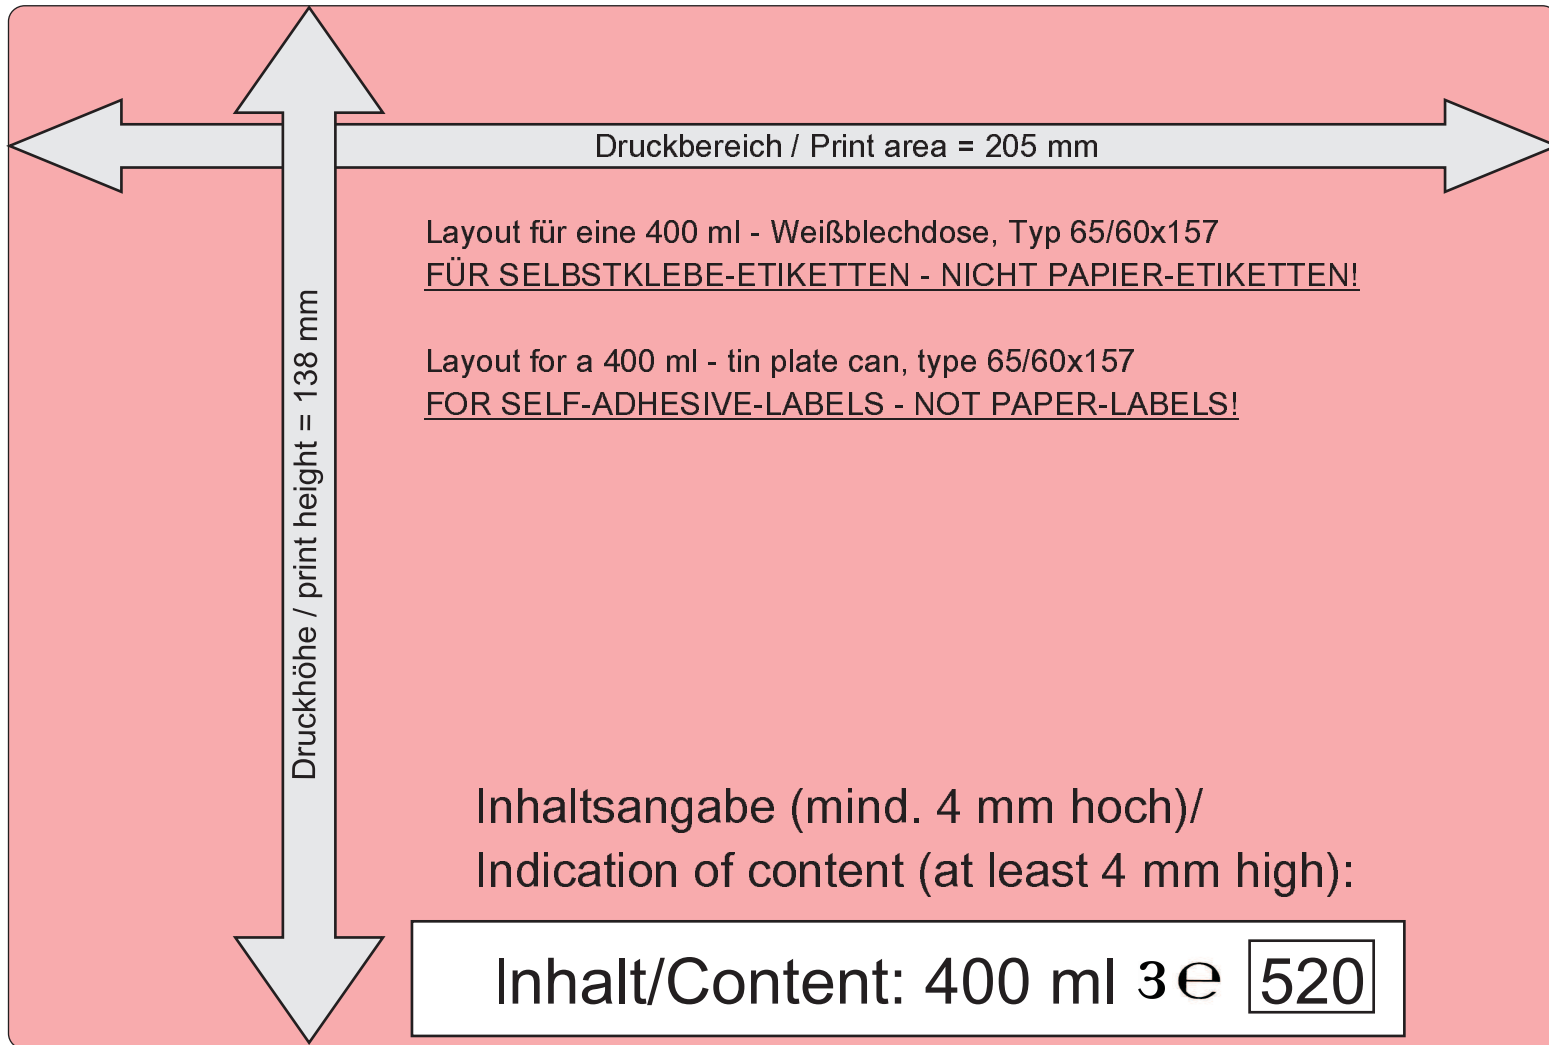 Druckbereich / Print area = 205 mm
Layout für eine 400 ml - Weißblechdose, Typ 65/60x157
FÜR SELBSTKLEBE-ETIKETTEN - NICHT PAPIER-ETIKETTEN!
Layout for a 400 ml - tin plate can, type 65/60x157
FOR SELF-ADHESIVE-LABELS - NOT PAPER-LABELS!
Druckhöhe / print height = 138 mm
Inhaltsangabe (mind. 4 mm hoch)/
Indication of content (at least 4 mm high):
Inhalt/Content: 400 ml 3 ℮ 520